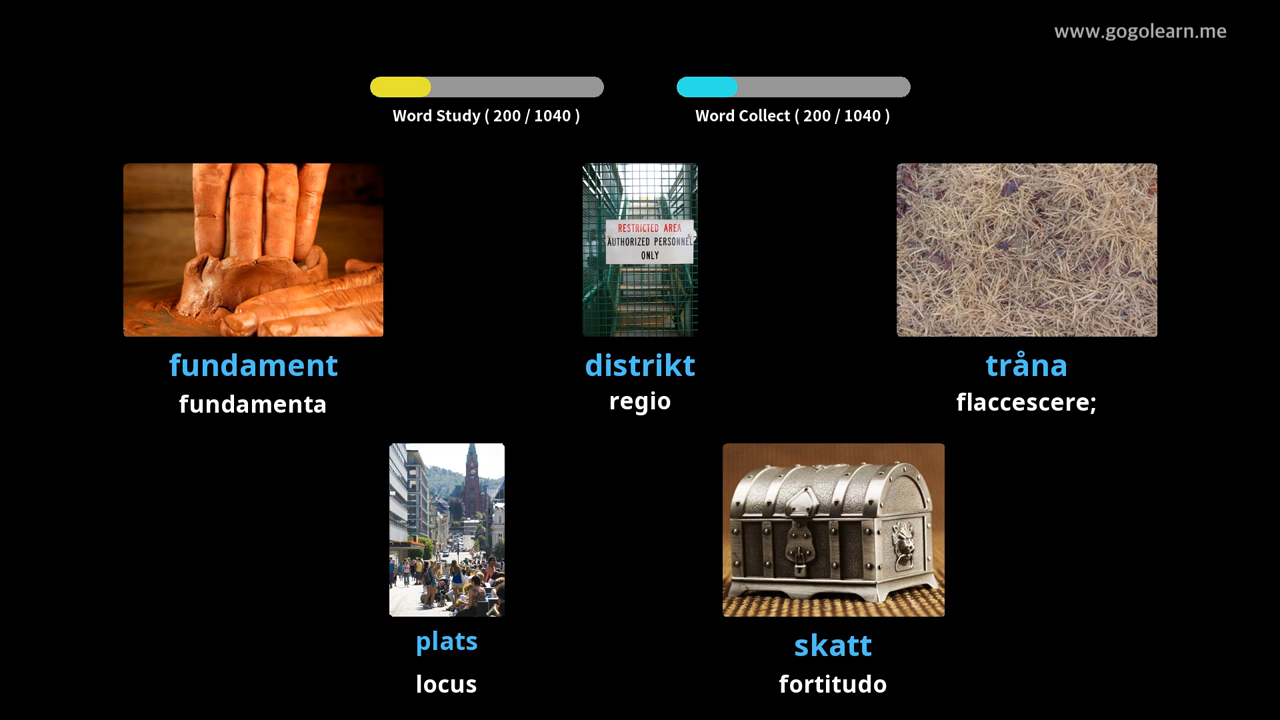 www.gogolearn.me
Word Study ( 200 / 1040 )
Word Collect ( 200 / 1040 )
RESTRICTED AREA
AUTHORIZED PERSONNEL
ONLY
fundament
fundamenta
distrikt
regio
tråna
flaccescere;
plats
locus
skatt
fortitudo